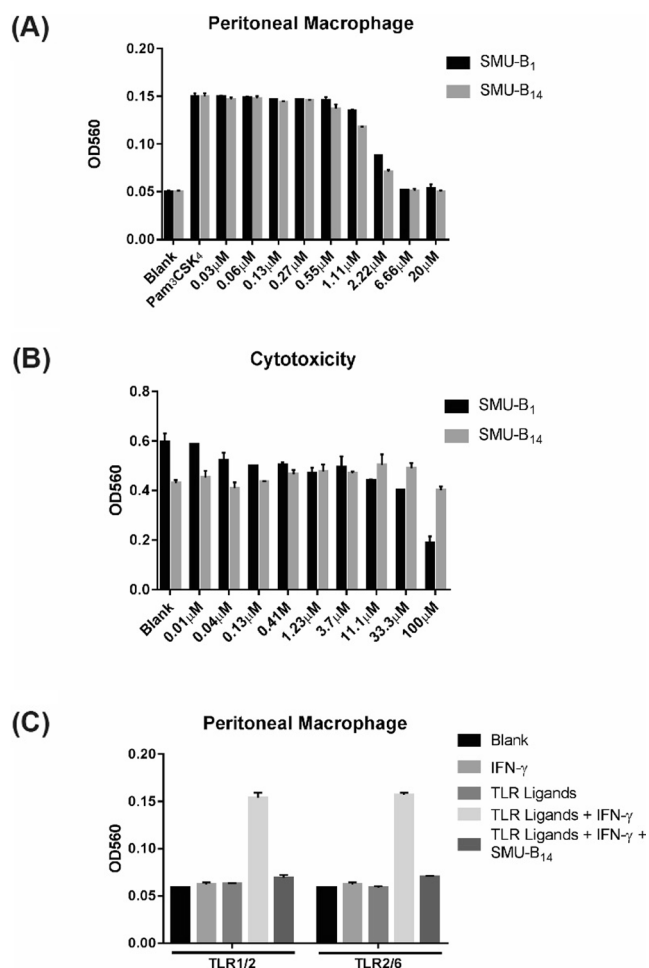 (A)
Peritoneal Macrophage
SMU-B1
SMU-B14
OD560
0.20
0.15
0.10
0.05
0.00
Blank
Pam3CSK4
0.03μM
0.06μM
0.13μM
0.27μM
0.55μM
1.11μM
2.22μM
6.66μM
20μM
(B)
Cytotoxicity
SMU-B1
SMU-B14
OD560
0.8
0.6
0.4
0.2
0.0
Blank
0.01μM
0.04μM
0.13μM
0.41M
1.23μM
3.7μM
11.1μM
33.3μM
100μM
(C)
Peritoneal Macrophage
Blank
IFN-γ
TLR Ligands
TLR Ligands + IFN-γ
TLR Ligands + IFN-γ +
SMU-B14
OD560
0.20
0.15
0.10
0.05
0.00
TLR1/2
TLR2/6